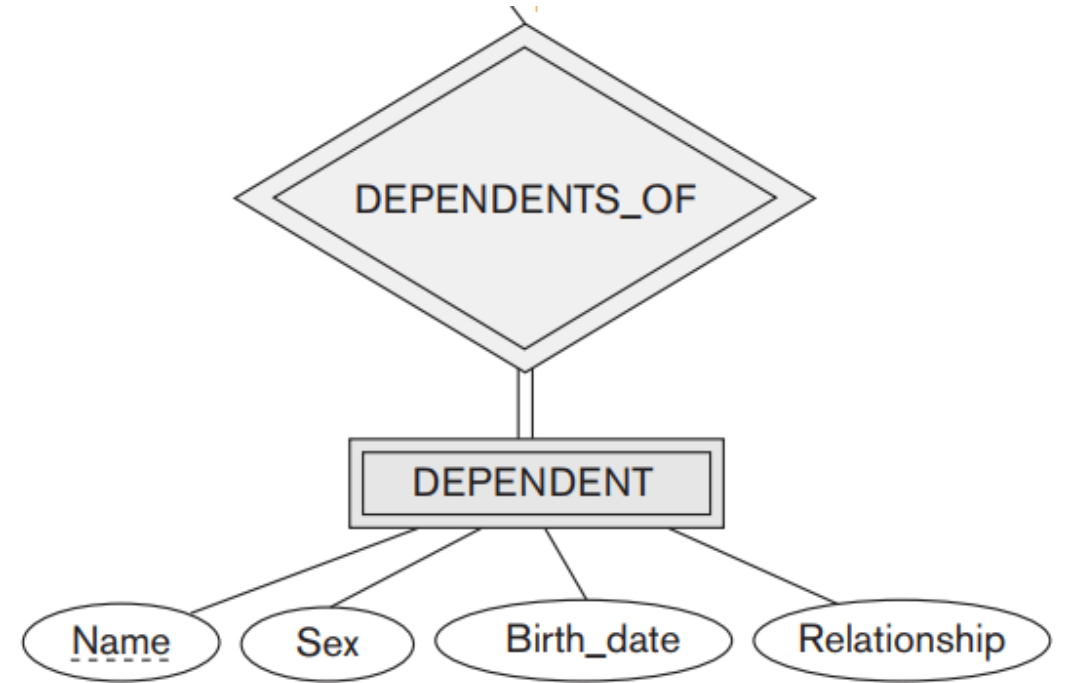 DEPENDENTS_OF
DEPENDENT
Name
Sex
Birth_date
Relationship